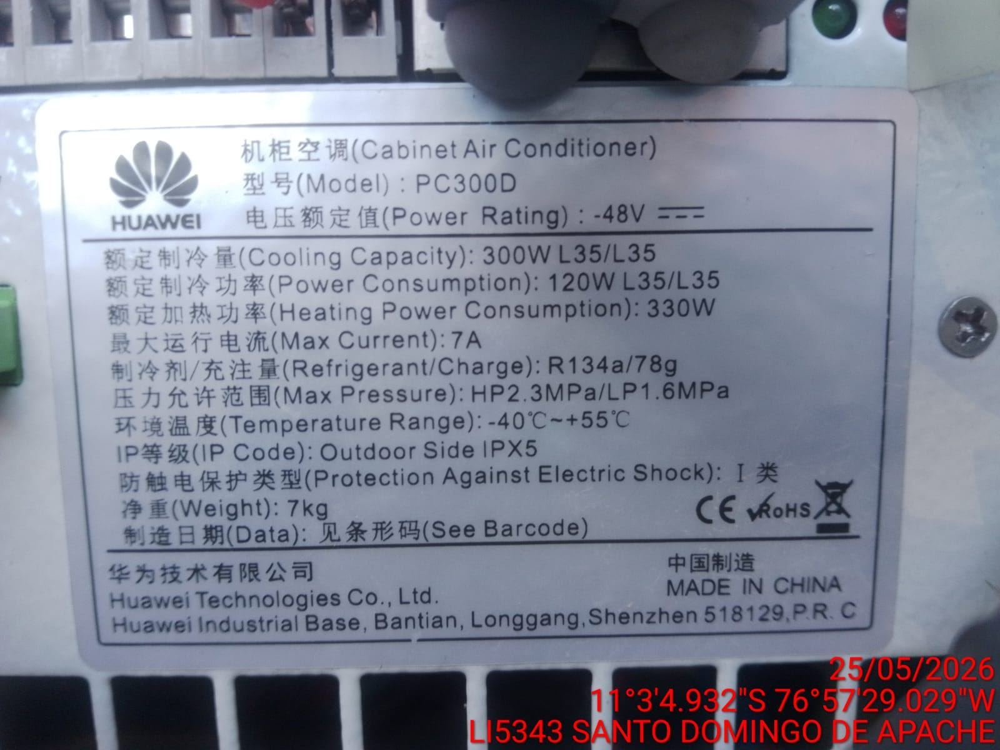 机柜空调(Cabinet Air Conditioner)
型号(Model) : PC300D
电压额定值(Power Rating) : -48V
HUAWEI
额定制冷量(Cooling Capacity): 300W L35/L35
额定制冷功率(Power Consumption): 120W L35/L35
额定加热功率(Heating Power Consumption): 330W
最大运行电流(Max Current): 7A
制冷剂/充注量(Refrigerant/Charge): R134a/78g
压力允许范围(Max Pressure): HP2.3MPa/LP1.6MPa
环境温度(Temperature Range): -40℃~+55℃
IP等级(IP Code): Outdoor Side IPX5
防触电保护类型(Protection Against Electric Shock): I 类
净重(Weight): 7kg
CE RoHS
制造日期(Data): 见条形码(See Barcode)
华为技术有限公司
Huawei Technologies Co., Ltd.
Huawei Industrial Base, Bantian, Longgang, Shenzhen 518129, P.R. C
中国制造
MADE IN CHINA
25/05/2026
11°3'4.932"S 76°57'29.029"W
LI5343 SANTO DOMINGO DE APACHE